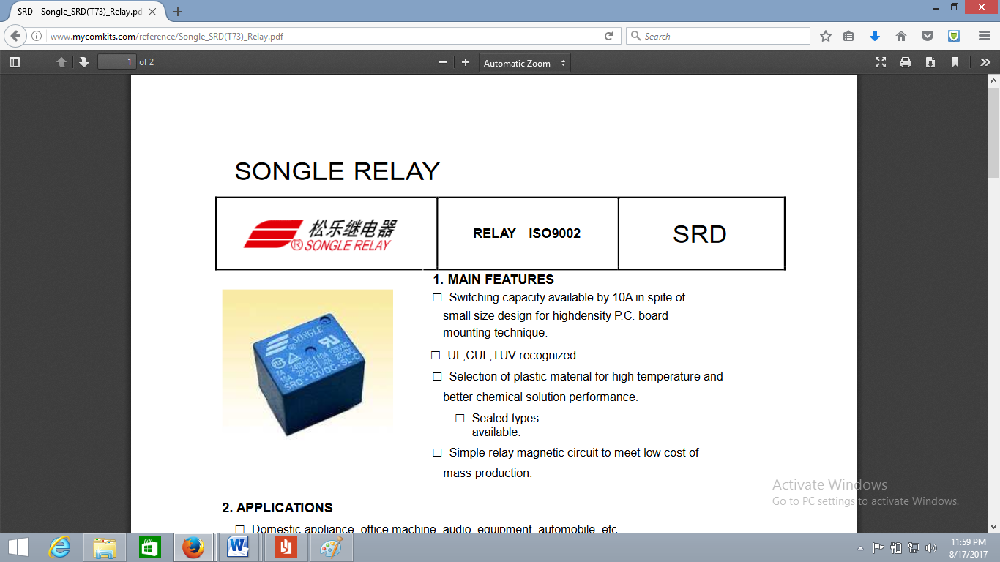 SRD - Songle_SRD(T73)_Relay.pd
www.mycomkits.com/reference/Songle_SRD(T73)_Relay.pdf
Search
1 of 2
Automatic Zoom
SONGLE RELAY
松乐继电器
® SONGLE RELAY
RELAY ISO9002
SRD
1. MAIN FEATURES
□ Switching capacity available by 10A in spite of
small size design for highdensity P.C. board
mounting technique.
□ UL,CUL,TUV recognized.
□ Selection of plastic material for high temperature and
better chemical solution performance.
□ Sealed types
available.
□ Simple relay magnetic circuit to meet low cost of
mass production.
SONGLE
®
7A 240VAC
10A 125VAC
10A 28VDC
28VDC
SRD-12VDC-SL-C
2. APPLICATIONS
□ Domestic appliance, office machine, audio, equipment, automobile, etc.
Activate Windows
Go to PC settings to activate Windows.
11:59 PM
8/17/2017